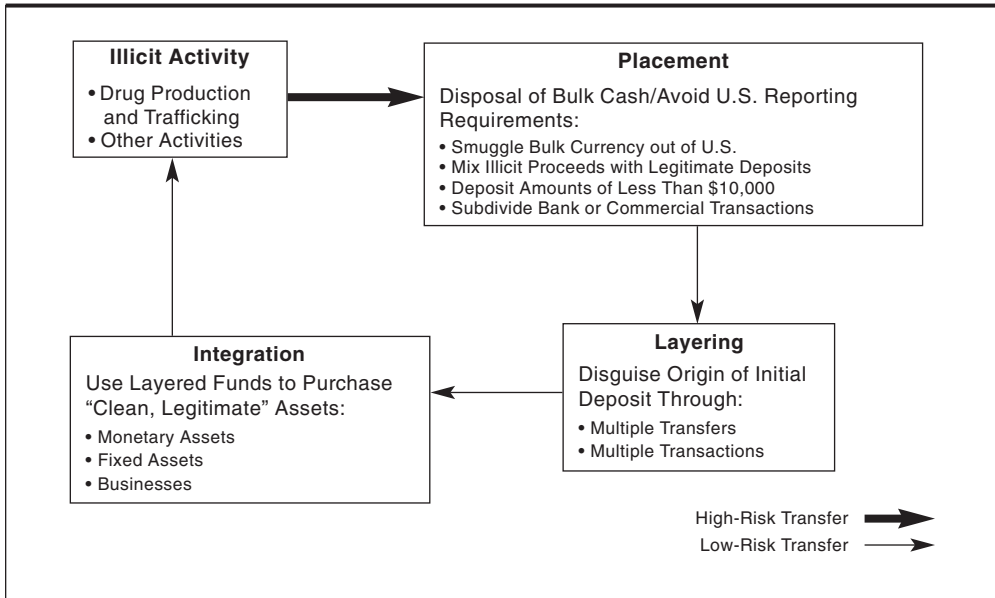 Illicit Activity
• Drug Production
and Trafficking
• Other Activities
Placement
Disposal of Bulk Cash/Avoid U.S. Reporting
Requirements:
• Smuggle Bulk Currency out of U.S.
• Mix Illicit Proceeds with Legitimate Deposits
• Deposit Amounts of Less Than $10,000
• Subdivide Bank or Commercial Transactions
Integration
Use Layered Funds to Purchase
“Clean, Legitimate” Assets:
• Monetary Assets
• Fixed Assets
• Businesses
Layering
Disguise Origin of Initial
Deposit Through:
• Multiple Transfers
• Multiple Transactions
High-Risk Transfer
Low-Risk Transfer